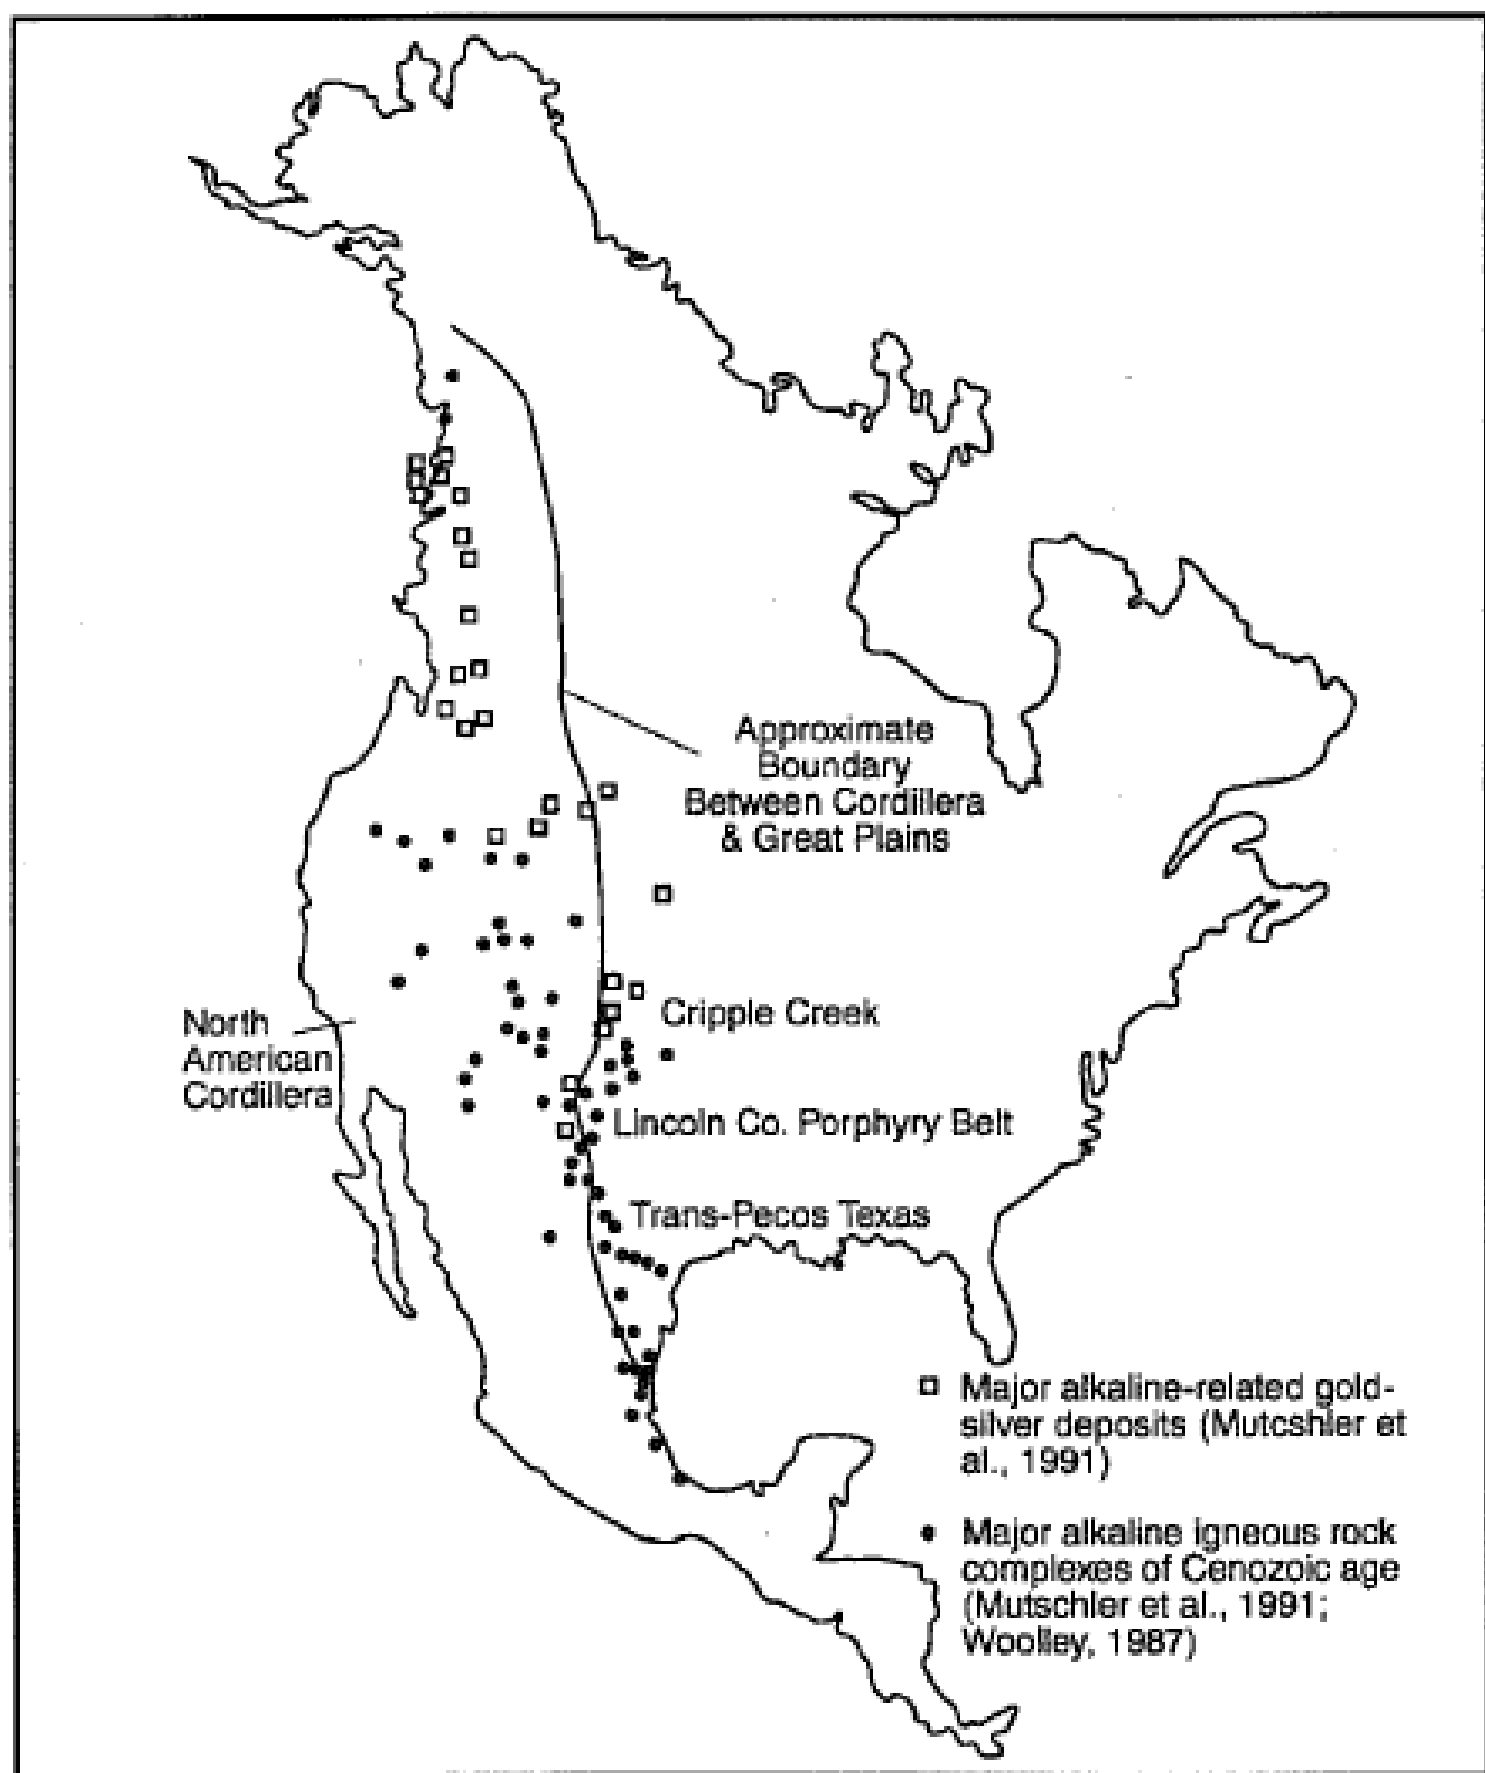 Approximate
Boundary
Between Cordillera
& Great Plains
North
American
Cordillera
Cripple Creek
Lincoln Co. Porphyry Belt
Trans-Pecos Texas
Major alkaline-related gold-
silver deposits (Mutcshler et
al., 1991)
Major alkaline igneous rock
complexes of Cenozoic age
(Mutschler et al., 1991;
Woolley, 1987)